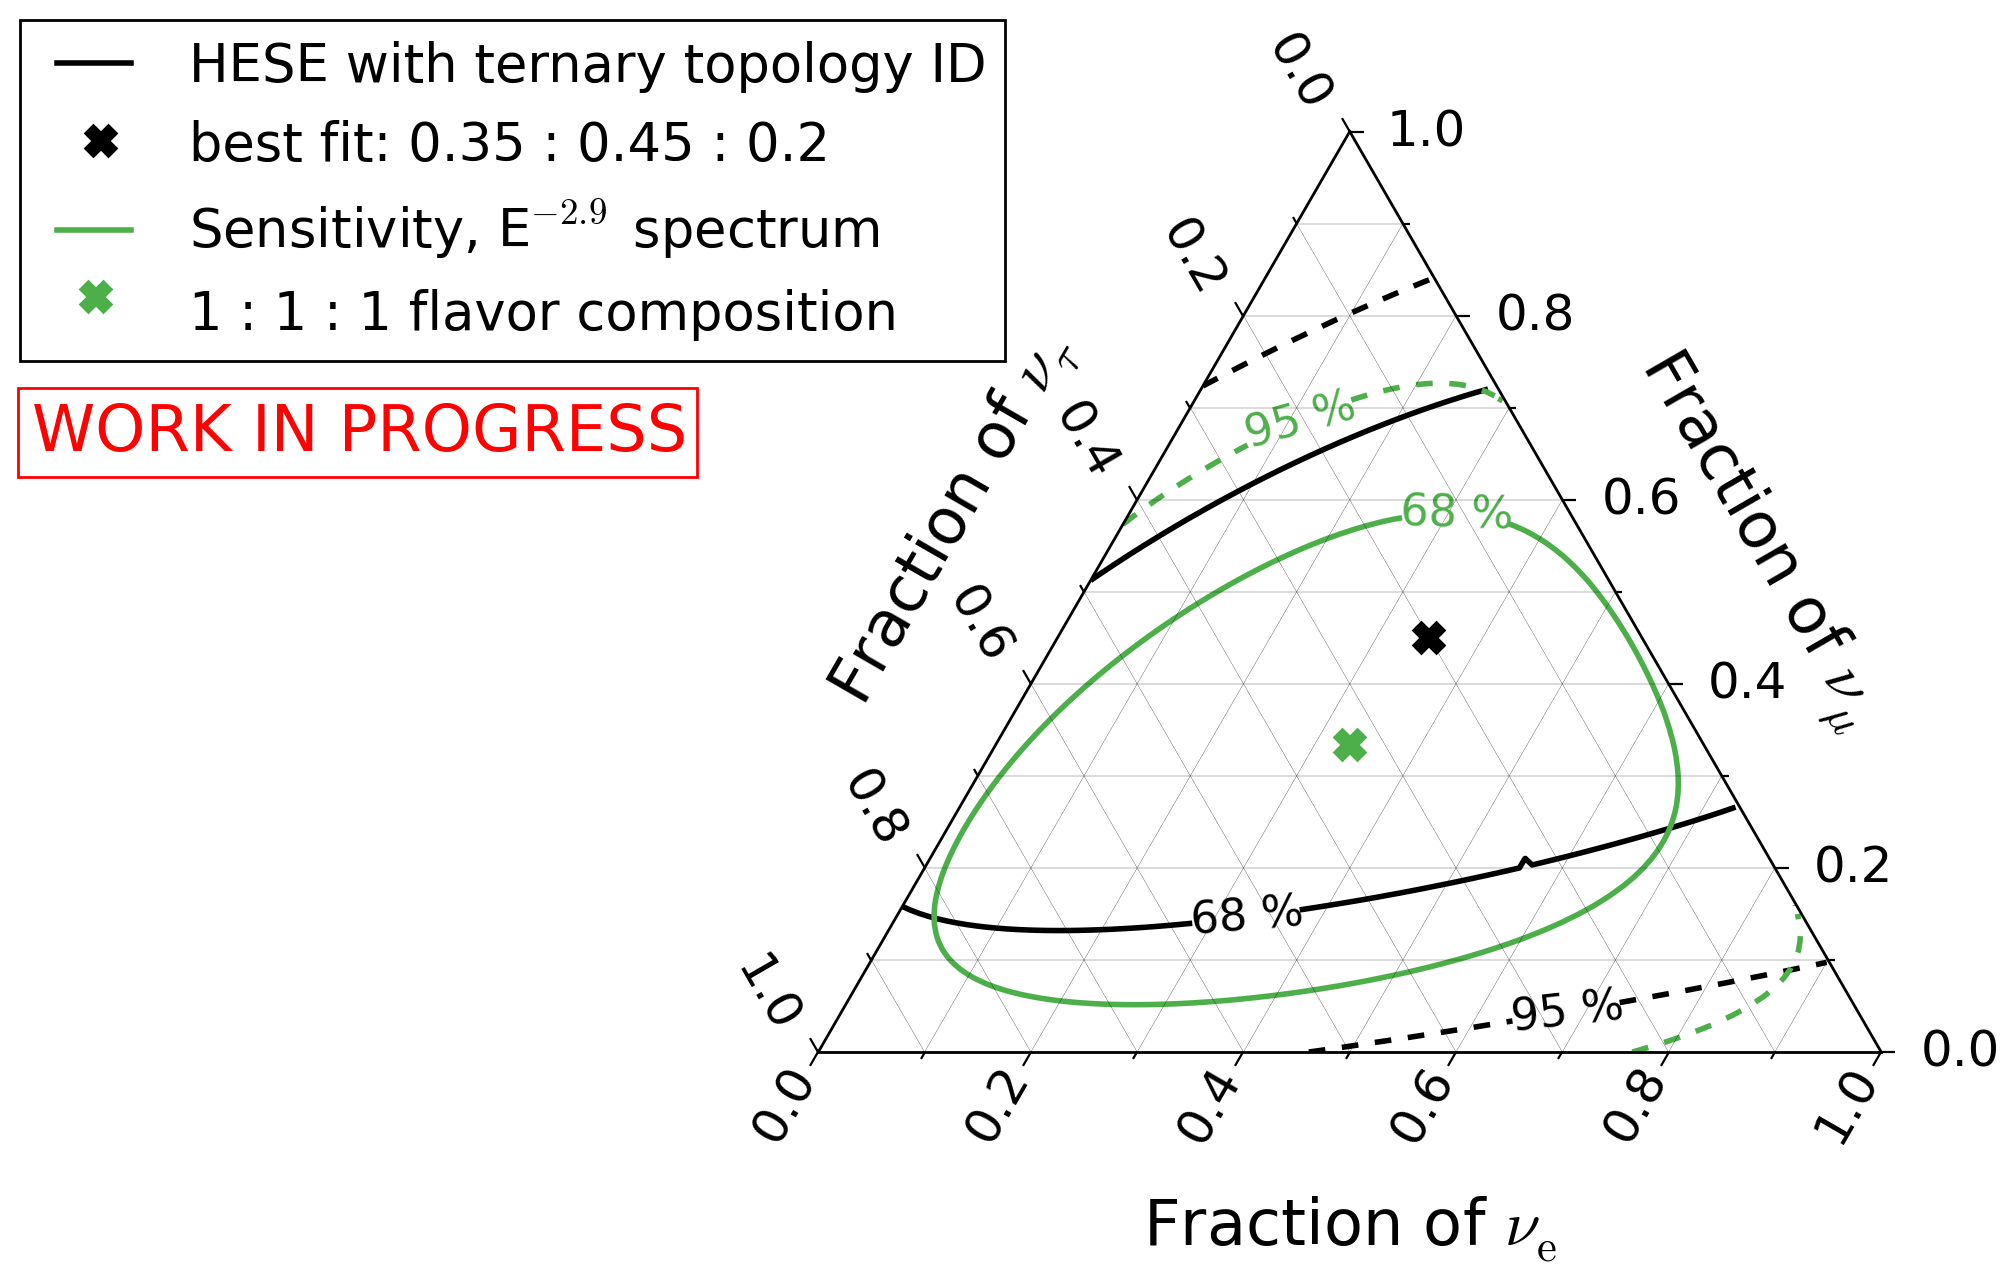 HESE with ternary topology ID
best fit: 0.35 : 0.45 : 0.2
Sensitivity, E⁻²·⁹ spectrum
1 : 1 : 1 flavor composition
WORK IN PROGRESS
Fraction of ν_τ
0.0
0.2
0.4
0.6
0.8
1.0
Fraction of ν_μ
1.0
0.8
0.6
0.4
0.2
0.0
95 %
68 %
68 %
95 %
0.0
0.2
0.4
0.6
0.8
1.0
Fraction of ν_e